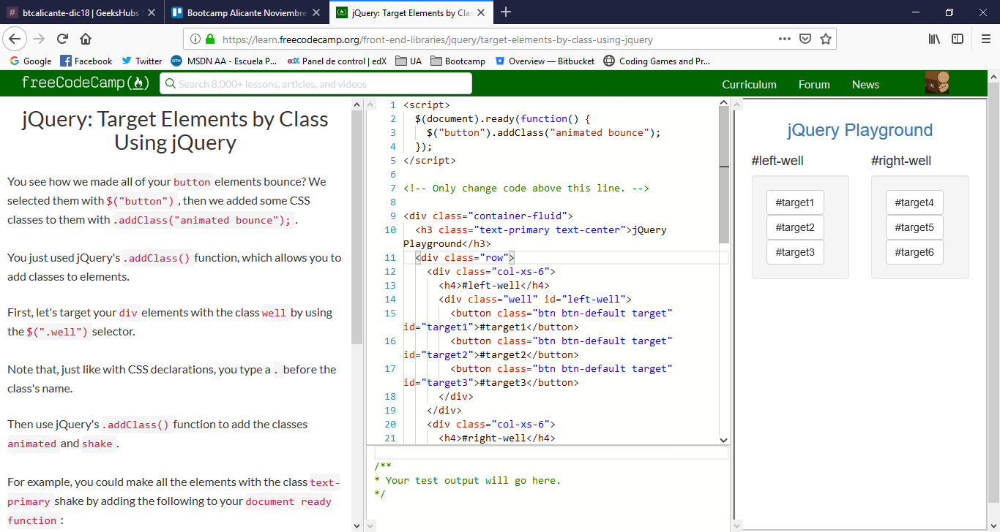 btcalicante-dic18 | GeeksHubs
Bootcamp Alicante Noviembre
jQuery: Target Elements by Clas
https://learn.freecodecamp.org/front-end-libraries/jquery/target-elements-by-class-using-jquery
Google Facebook Twitter MSDN AA - Escuela P... edX Panel de control | edX UA Bootcamp Overview — Bitbucket Coding Games and Pr...
freeCodeCamp
Search 8,000+ lessons, articles, and videos
Curriculum Forum News
jQuery: Target Elements by Class
Using jQuery
You see how we made all of your button elements bounce? We
selected them with $("button"), then we added some CSS
classes to them with .addClass("animated bounce");.
You just used jQuery's .addClass() function, which allows you to
add classes to elements.
First, let's target your div elements with the class well by using
the $(".well") selector.
Note that, just like with CSS declarations, you type a . before the
class's name.
Then use jQuery's .addClass() function to add the classes
animated and shake.
For example, you could make all the elements with the class text-
primary shake by adding the following to your document ready
function:
1 <script>
2 $(document).ready(function() {
3 $("button").addClass("animated bounce");
4 });
5 </script>
6
7 <!-- Only change code above this line. -->
8
9 <div class="container-fluid">
10 <h3 class="text-primary text-center">jQuery
Playground</h3>
11 <div class="row">
12 <div class="col-xs-6">
13 <h4>#left-well</h4>
14 <div class="well" id="left-well">
15 <button class="btn btn-default target"
id="target1">#target1</button>
16 <button class="btn btn-default target"
id="target2">#target2</button>
17 <button class="btn btn-default target"
id="target3">#target3</button>
18 </div>
19 </div>
20 <div class="col-xs-6">
21 <h4>#right-well</h4>
/**
* Your test output will go here.
*/
jQuery Playground
#left-well
#target1
#target2
#target3
#right-well
#target4
#target5
#target6